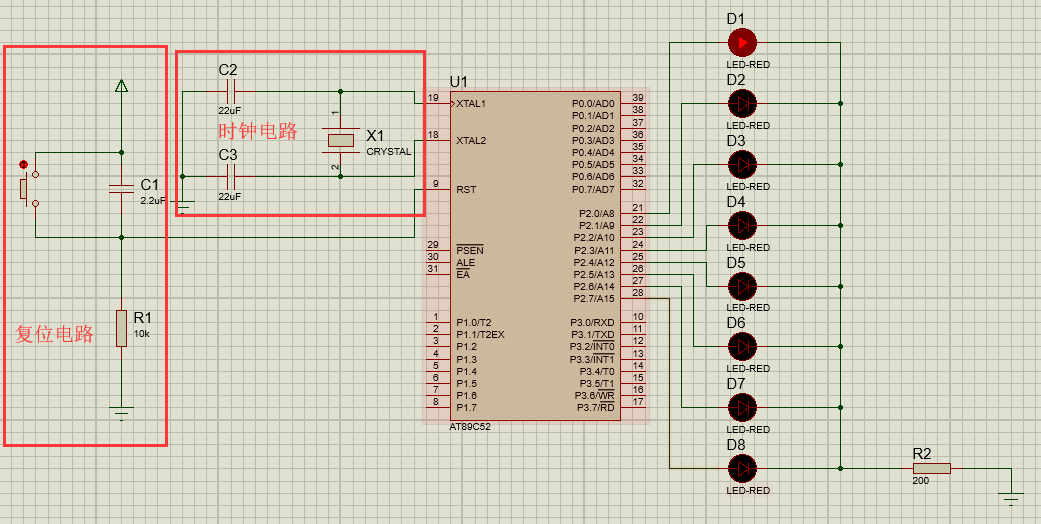 C2
22uF
时钟电路
1
X1
CRYSTAL
2
C3
22uF
C1
2.2uF
复位电路
R1
10k
U1
19
XTAL1
18
XTAL2
9
RST
29
PSEN
30
ALE
31
EA
1
P1.0/T2
2
P1.1/T2EX
3
P1.2
4
P1.3
5
P1.4
6
P1.5
7
P1.6
8
P1.7
P0.0/AD0
39
P0.1/AD1
38
P0.2/AD2
37
P0.3/AD3
36
P0.4/AD4
35
P0.5/AD5
34
P0.6/AD6
33
P0.7/AD7
32
P2.0/A8
21
P2.1/A9
22
P2.2/A10
23
P2.3/A11
24
P2.4/A12
25
P2.5/A13
26
P2.6/A14
27
P2.7/A15
28
P3.0/RXD
10
P3.1/TXD
11
P3.2/INT0
12
P3.3/INT1
13
P3.4/T0
14
P3.5/T1
15
P3.6/WR
16
P3.7/RD
17
AT89C52
D1
LED-RED
D2
LED-RED
D3
LED-RED
D4
LED-RED
D5
LED-RED
D6
LED-RED
D7
LED-RED
D8
LED-RED
R2
200